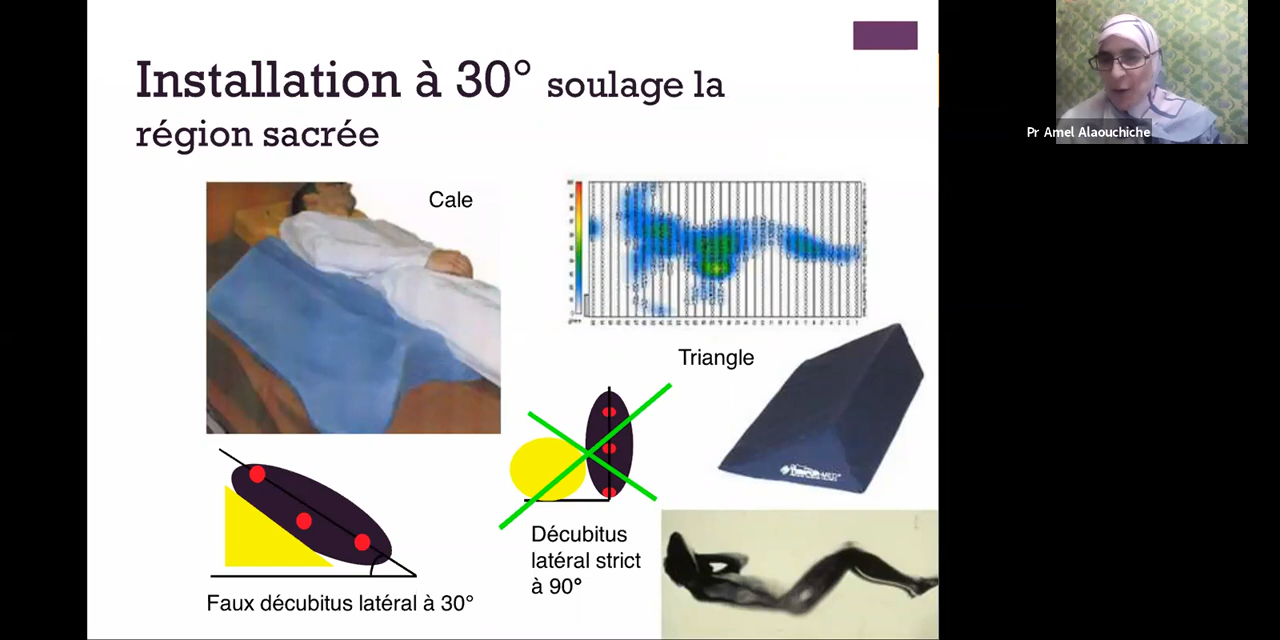 Installation à 30° soulage la
région sacrée
Cale
Pr Amel Alaouchiche
Triangle
Décubitus
latéral strict
à 90°
Faux décubitus latéral à 30°